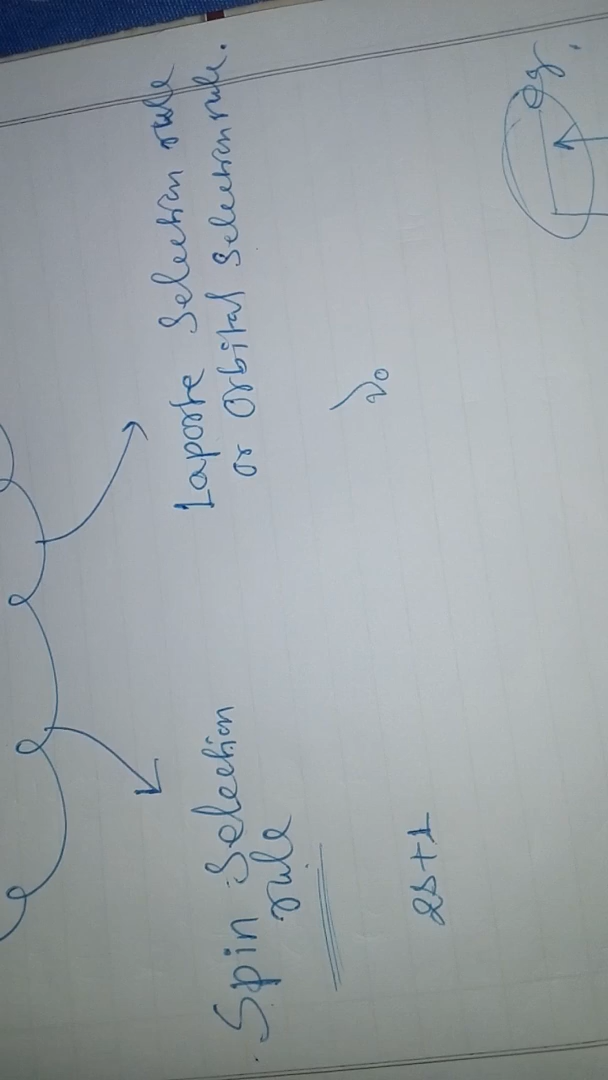 Spin Selection
rule
Laporte Selection rule
or Orbital Selection rule.
2s+1
eg.